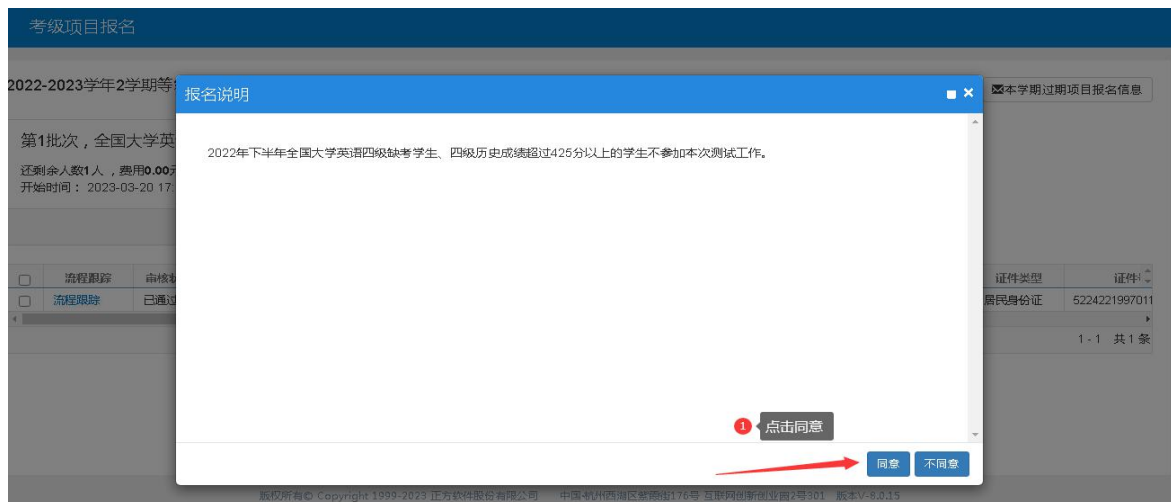 考级项目报名
2022-2023学年2学期等
本学期过期项目报名信息
报名说明
第1批次，全国大学英
还剩余人数1人，费用0.00元
开始时间： 2023-03-20 17:
2022年下半年全国大学英语四级缺考学生、四级历史成绩超过425分以上的学生不参加本次测试工作。
流程跟踪 审核状 证件类型 证件
流程跟踪 已通过 居民身份证 5224221997011
1 - 1 共 1 条
1 点击同意
同意 不同意
版权所有© Copyright 1999-2023 正方软件股份有限公司 中国·杭州西湖区紫霞街176号 互联网创新创业园2号301 版本V-8.0.15